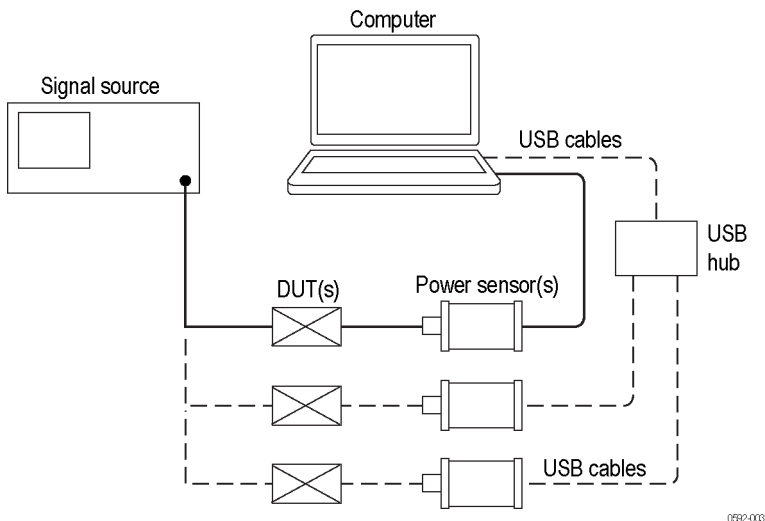 Computer
Signal source
USB cables
USB
hub
DUT(s)
Power sensor(s)
USB cables
0592-003